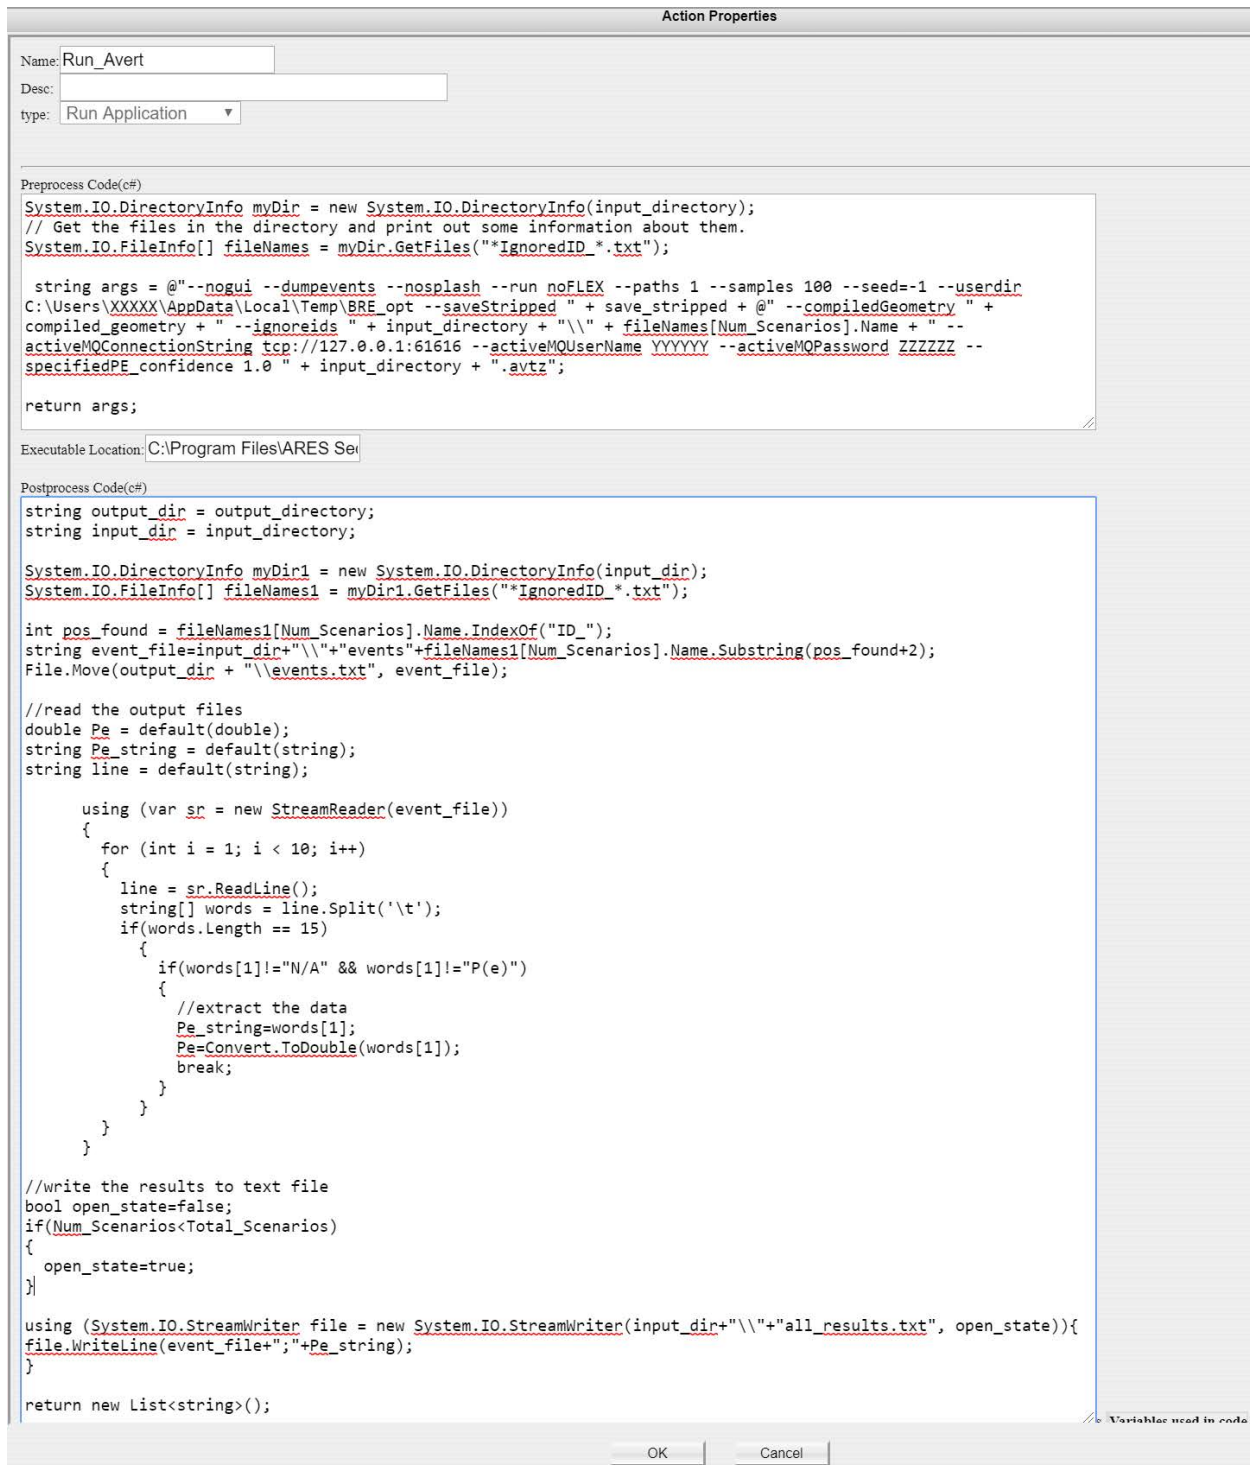 Action Properties
Name: Run_Avert
Desc:
type: Run Application
Preprocess Code(c#)
System.IO.DirectoryInfo myDir = new System.IO.DirectoryInfo(input_directory);
// Get the files in the directory and print out some information about them.
System.IO.FileInfo[] fileNames = myDir.GetFiles("*IgnoredID_*.txt");
string args = @"--nogui --dumpevents --nosplash --run noFLEX --paths 1 --samples 100 --seed=-1 --userdir
C:\Users\XXXXX\AppData\Local\Temp\BRE_opt --saveStripped " + save_stripped + @" --compiledGeometry " +
compiled_geometry + " --ignoreids " + input_directory + "\\" + fileNames[Num_Scenarios].Name + " --
activeMQConnectionString tcp://127.0.0.1:61616 --activeMQUserName YYYYYY --activeMQPassword ZZZZZZ --
specifiedPE_confidence 1.0 " + input_directory + ".avtz";
return args;
Executable Location: C:\Program Files\ARES Sec
Postprocess Code(c#)
string output_dir = output_directory;
string input_dir = input_directory;
System.IO.DirectoryInfo myDir1 = new System.IO.DirectoryInfo(input_dir);
System.IO.FileInfo[] fileNames1 = myDir1.GetFiles("*IgnoredID_*.txt");
int pos_found = fileNames1[Num_Scenarios].Name.IndexOf("ID_");
string event_file=input_dir+"\\"+"events"+fileNames1[Num_Scenarios].Name.Substring(pos_found+2);
File.Move(output_dir + "\\events.txt", event_file);
//read the output files
double Pe = default(double);
string Pe_string = default(string);
string line = default(string);
using (var sr = new StreamReader(event_file))
{
for (int i = 1; i < 10; i++)
{
line = sr.ReadLine();
string[] words = line.Split('\t');
if(words.Length == 15)
{
if(words[1]!="N/A" && words[1]!="P(e)")
{
//extract the data
Pe_string=words[1];
Pe=Convert.ToDouble(words[1]);
break;
}
}
}
}
//write the results to text file
bool open_state=false;
if(Num_Scenarios<Total_Scenarios)
{
open_state=true;
}
using (System.IO.StreamWriter file = new System.IO.StreamWriter(input_dir+"\\"+"all_results.txt", open_state)){
file.WriteLine(event_file+";"+Pe_string);
}
return new List<string>();
Variables used in code
OK Cancel